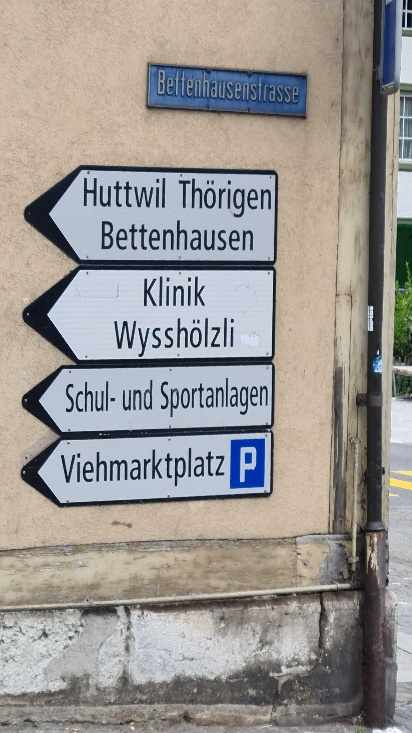 Bettenhausenstrasse
Huttwil Thörigen
Bettenhausen
Klinik
Wysshölzli
Schul- und Sportanlagen
Viehmarktplatz P